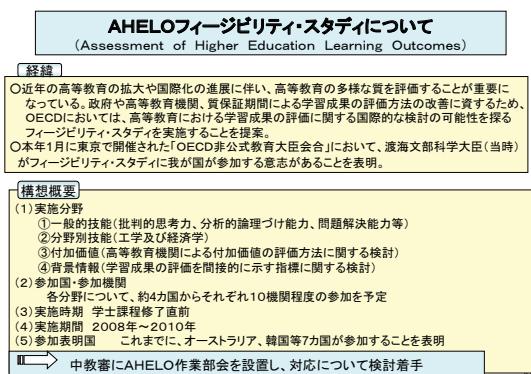 AHELOフィージビリティ・スタディについて
(Assessment of Higher Education Learning Outcomes)
経緯
○近年の高等教育の拡大や国際化の進展に伴い、高等教育の多様な質を評価することが重要に
なっている。政府や高等教育機関、質保証期間による学習成果の評価方法の改善に資するため、
OECDにおいては、高等教育における学習成果の評価に関する国際的な検討の可能性を探る
フィージビリティ・スタディを実施することを提案。
○本年1月に東京で開催された「OECD非公式教育大臣会合」において、渡海文部科学大臣(当時)
がフィージビリティ・スタディに我が国が参加する意志があることを表明。
構想概要
(1)実施分野
①一般的技能(批判的思考力、分析的論理づけ能力、問題解決能力等)
②分野別技能(工学及び経済学)
③付加価値(高等教育機関による付加価値の評価方法に関する検討)
④背景情報(学習成果の評価を間接的に示す指標に関する検討)
(2)参加国・参加機関
各分野について、約4カ国からそれぞれ10機関程度の参加を予定
(3)実施時期 学士課程修了直前
(4)実施期間 2008年～2010年
(5)参加表明国 これまでに、オーストラリア、韓国等7カ国が参加することを表明
中教審にAHELO作業部会を設置し、対応について検討着手